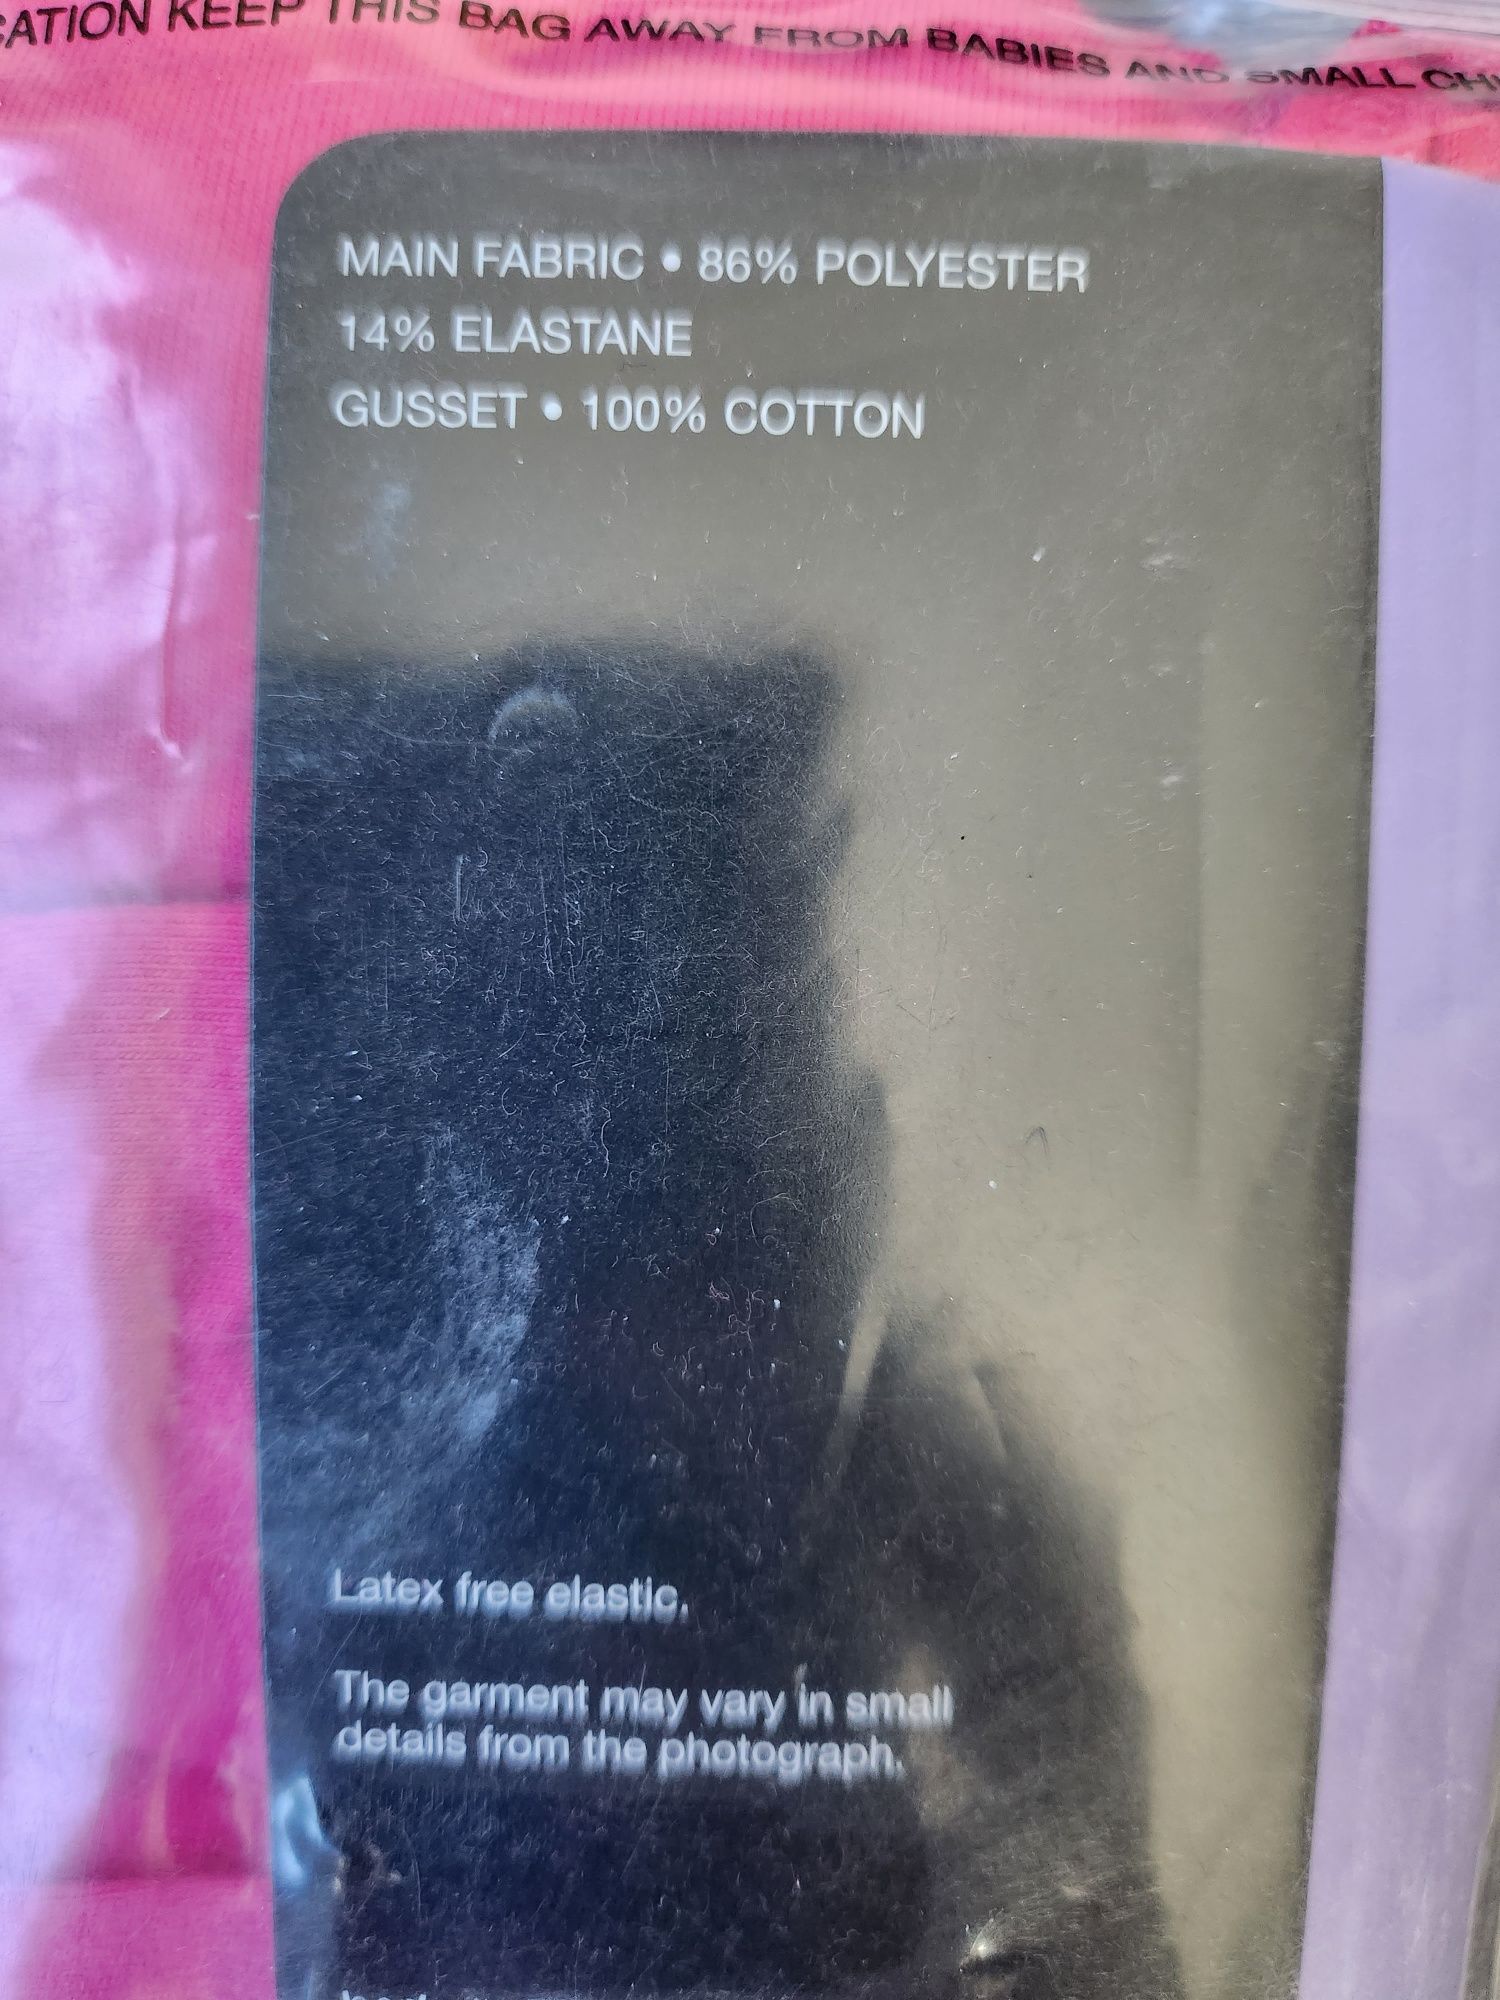 KEEP THIS BAG AWAY FROM BABIES AND SMALL
MAIN FABRIC • 86% POLYESTER
14% ELASTANE
GUSSET • 100% COTTON
Latex free elastic.
The garment may vary in small
details from the photograph.